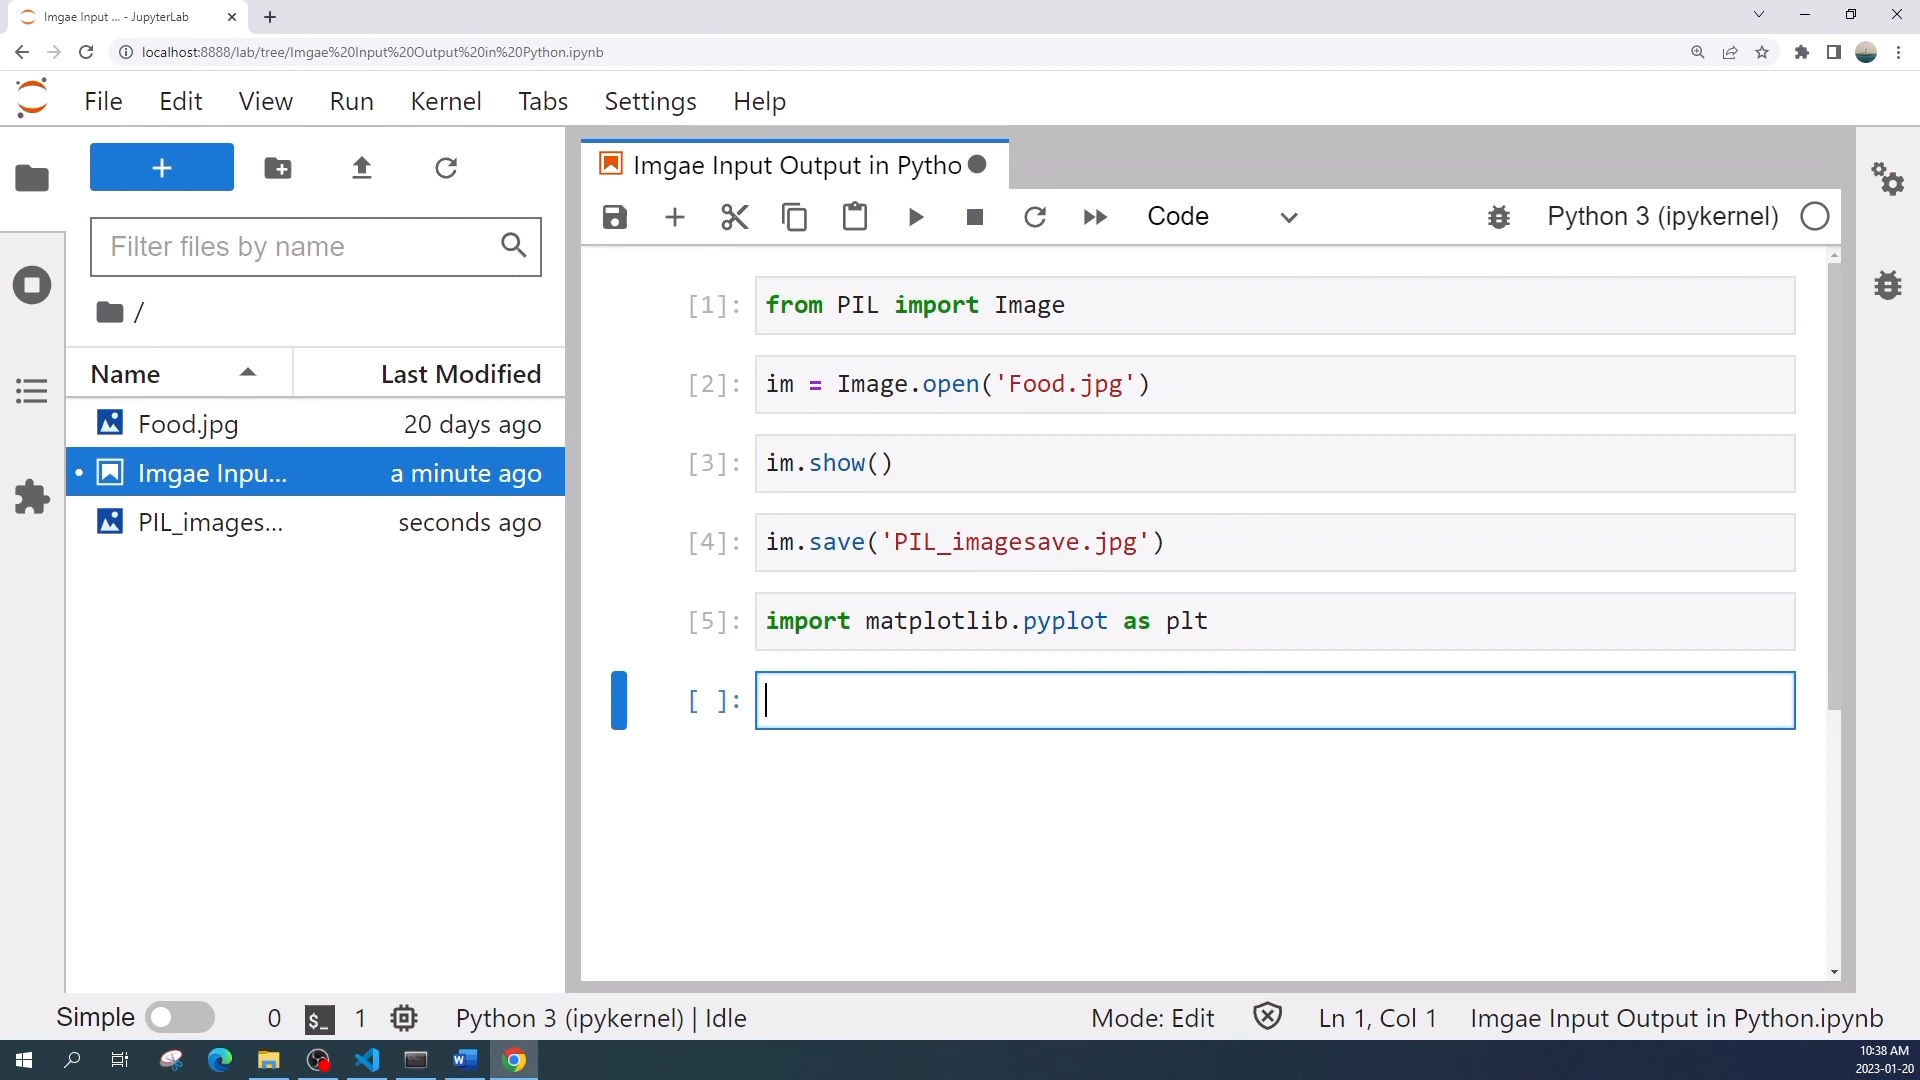 Imgae Input ... - JupyterLab
localhost:8888/lab/tree/Imgae%20Input%20Output%20in%20Python.ipynb
File Edit View Run Kernel Tabs Settings Help
Imgae Input Output in Pytho
Code Python 3 (ipykernel)
Filter files by name
/
Name Last Modified
Food.jpg 20 days ago
Imgae Inpu... a minute ago
PIL_images... seconds ago
[1]: from PIL import Image
[2]: im = Image.open('Food.jpg')
[3]: im.show()
[4]: im.save('PIL_imagesave.jpg')
[5]: import matplotlib.pyplot as plt
[ ]:
Simple 0 $_ 1 Python 3 (ipykernel) | Idle Mode: Edit Ln 1, Col 1 Imgae Input Output in Python.ipynb
10:38 AM
2023-01-20